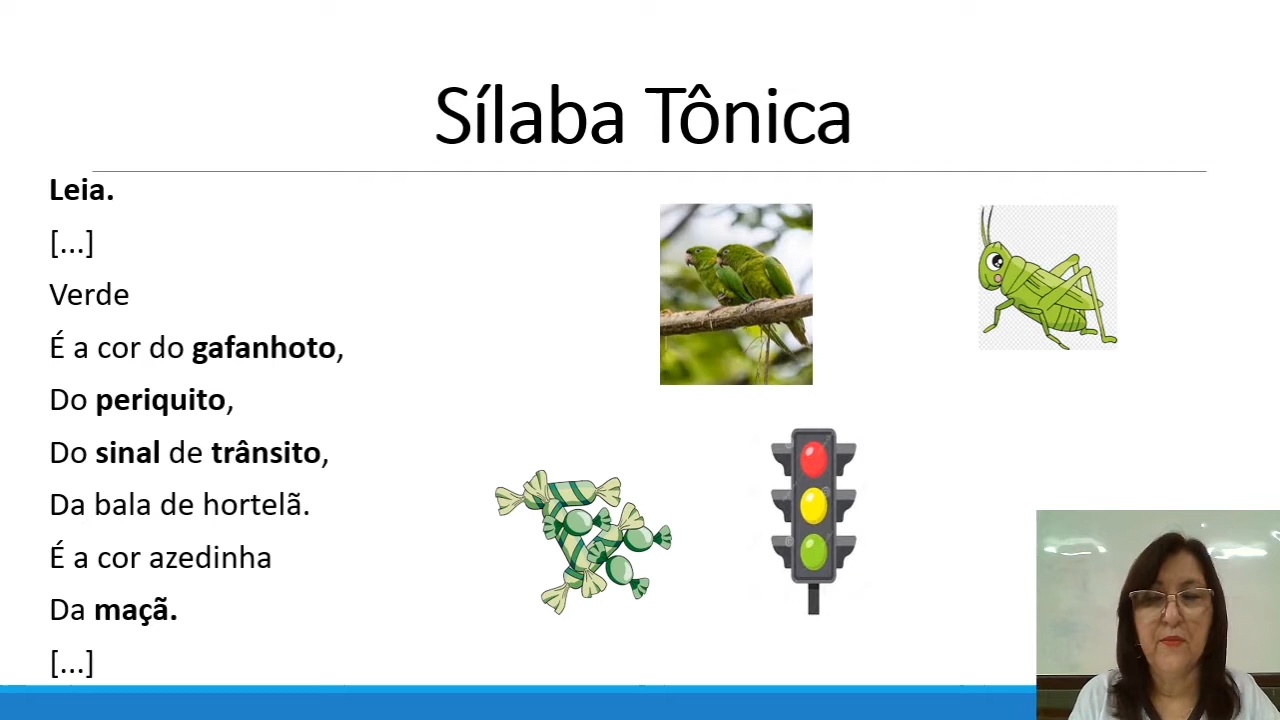 Sílaba Tônica
Leia.
[...]
Verde
É a cor do gafanhoto,
Do periquito,
Do sinal de trânsito,
Da bala de hortelã.
É a cor azedinha
Da maçã.
[...]